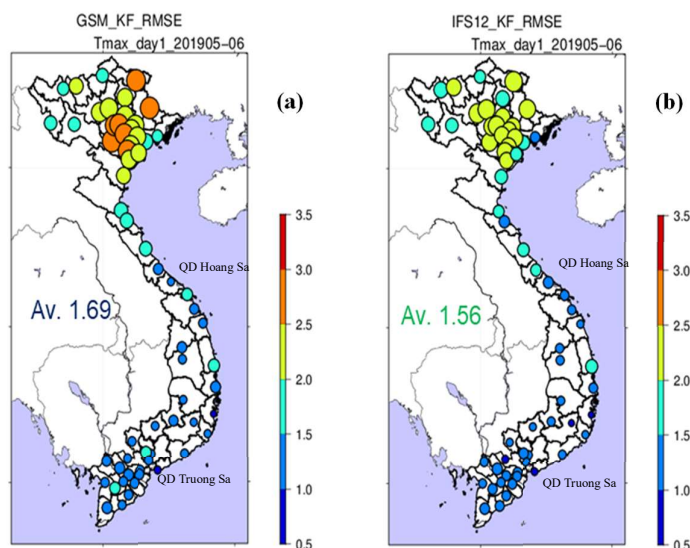 GSM_KF_RMSE
Tmax_day1_201905-06
(a)
3.5
3.0
2.5
2.0
1.5
1.0
0.5
QD Hoang Sa
Av. 1.69
QD Truong Sa
IFS12_KF_RMSE
Tmax_day1_201905-06
(b)
3.5
3.0
2.5
2.0
1.5
1.0
0.5
QD Hoang Sa
Av. 1.56
QD Truong Sa